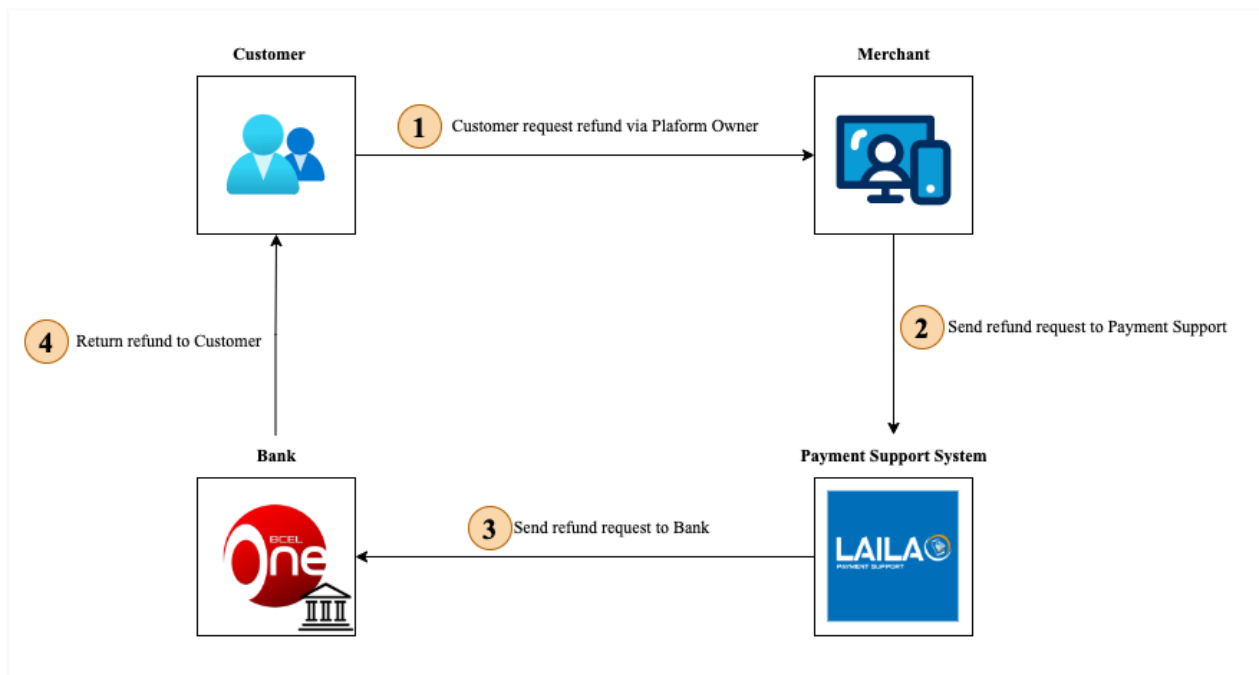 Customer
Merchant
1
Customer request refund via Plaform Owner
2
Send refund request to Payment Support
4
Return refund to Customer
Bank
Payment Support System
3
Send refund request to Bank
BCEL
One
LAILAO
PAYMENT SUPPORT